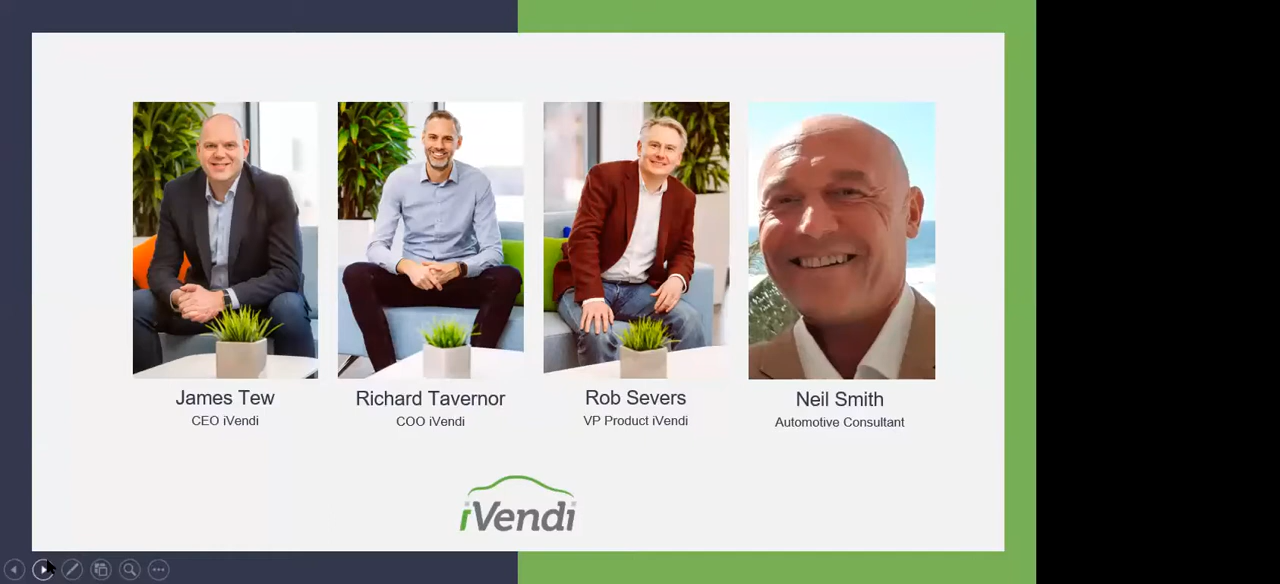 James Tew
CEO iVendi
Richard Tavernor
COO iVendi
Rob Severs
VP Product iVendi
Neil Smith
Automotive Consultant
iVendi